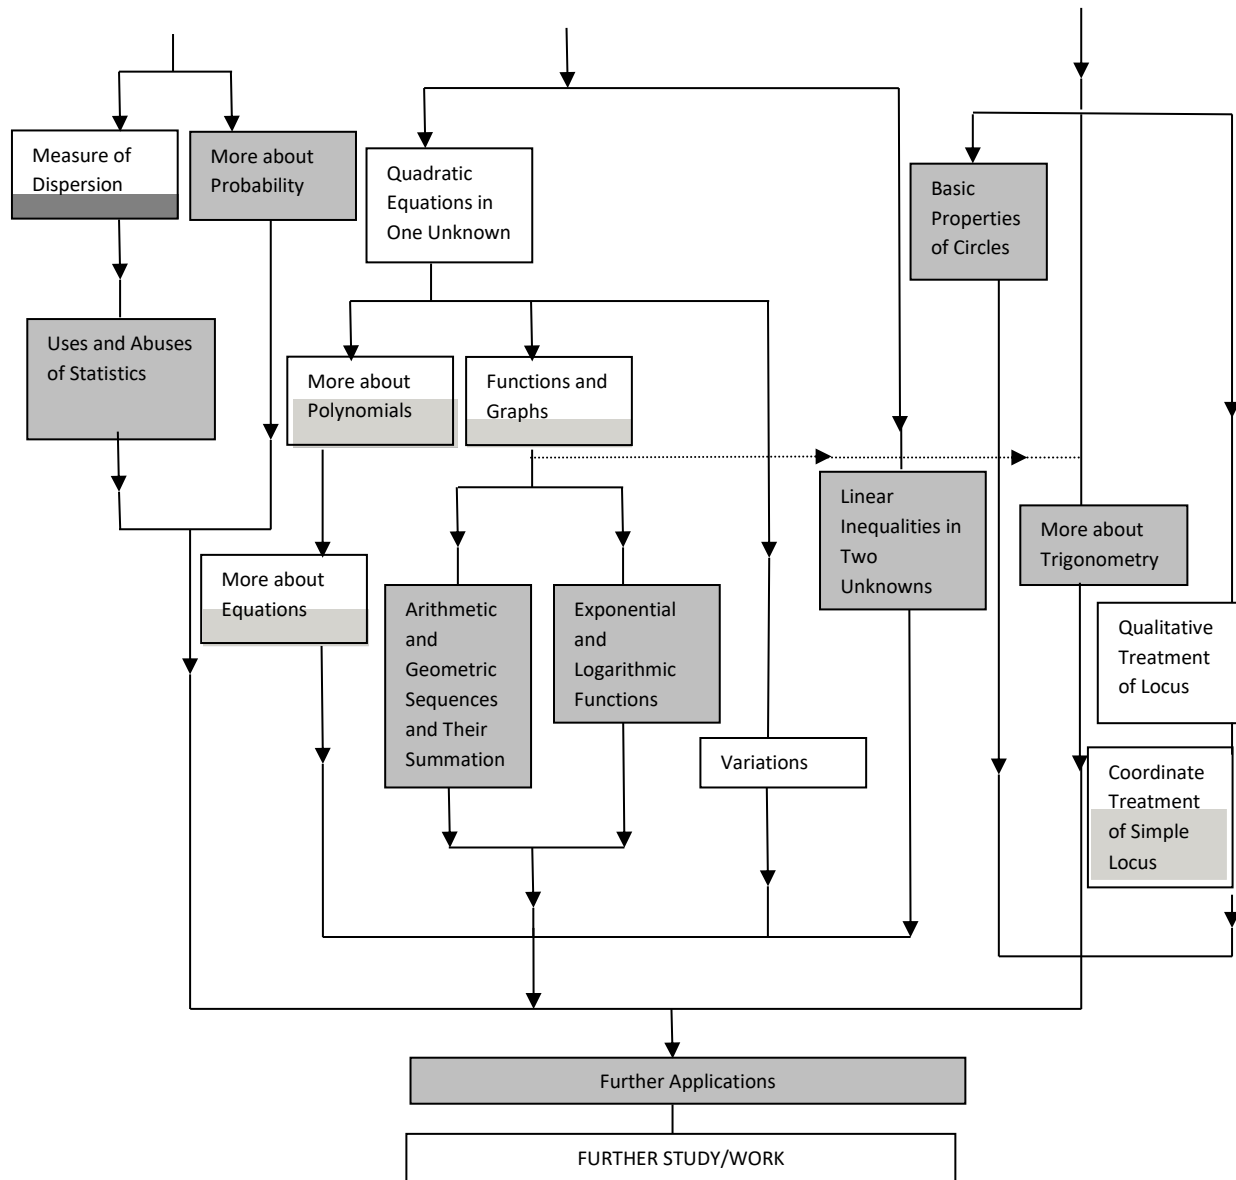 Measure of
Dispersion
More about
Probability
Quadratic
Equations in
One Unknown
Basic
Properties
of Circles
Uses and Abuses
of Statistics
More about
Polynomials
Functions and
Graphs
Linear
Inequalities in
Two
Unknowns
More about
Trigonometry
More about
Equations
Arithmetic
and
Geometric
Sequences
and Their
Summation
Exponential
and
Logarithmic
Functions
Qualitative
Treatment
of Locus
Variations
Coordinate
Treatment
of Simple
Locus
Further Applications
FURTHER STUDY/WORK